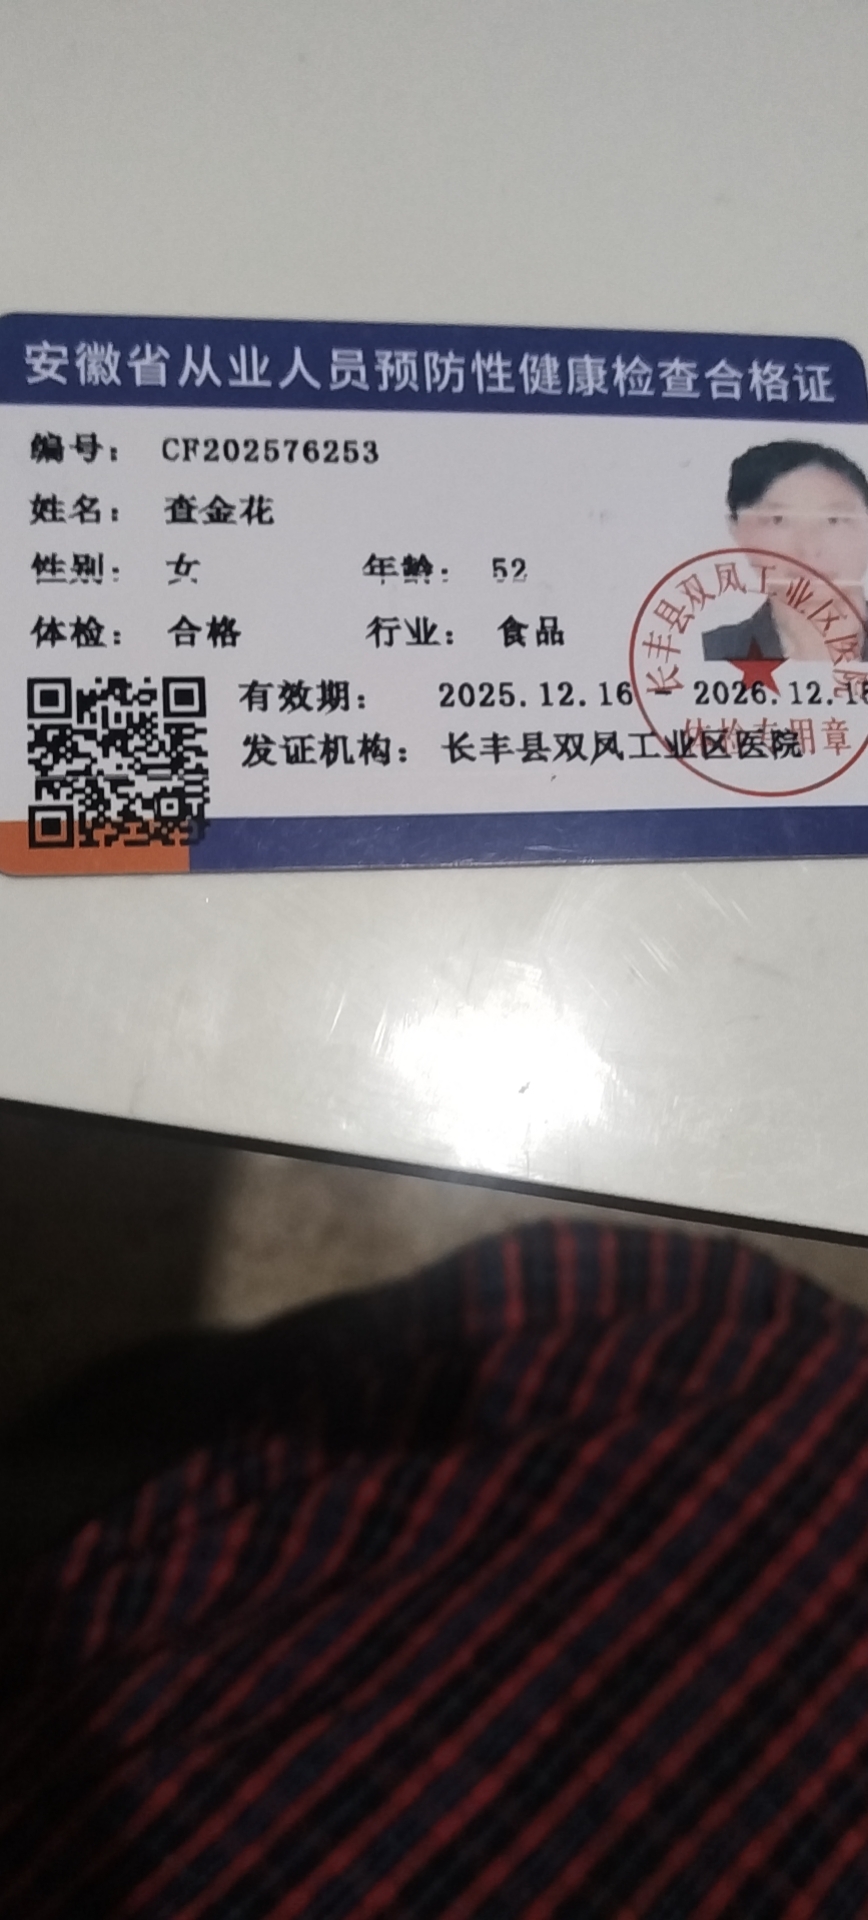 安徽省从业人员预防性健康检查合格证
编号： CF202576253
姓名： 查金花
性别： 女 年龄： 52
体检： 合格 行业： 食品
有效期： 2025.12.16 - 2026.12.1
发证机构： 长丰县双凤工业区医院
长丰县双凤工业区医院
体检专用章